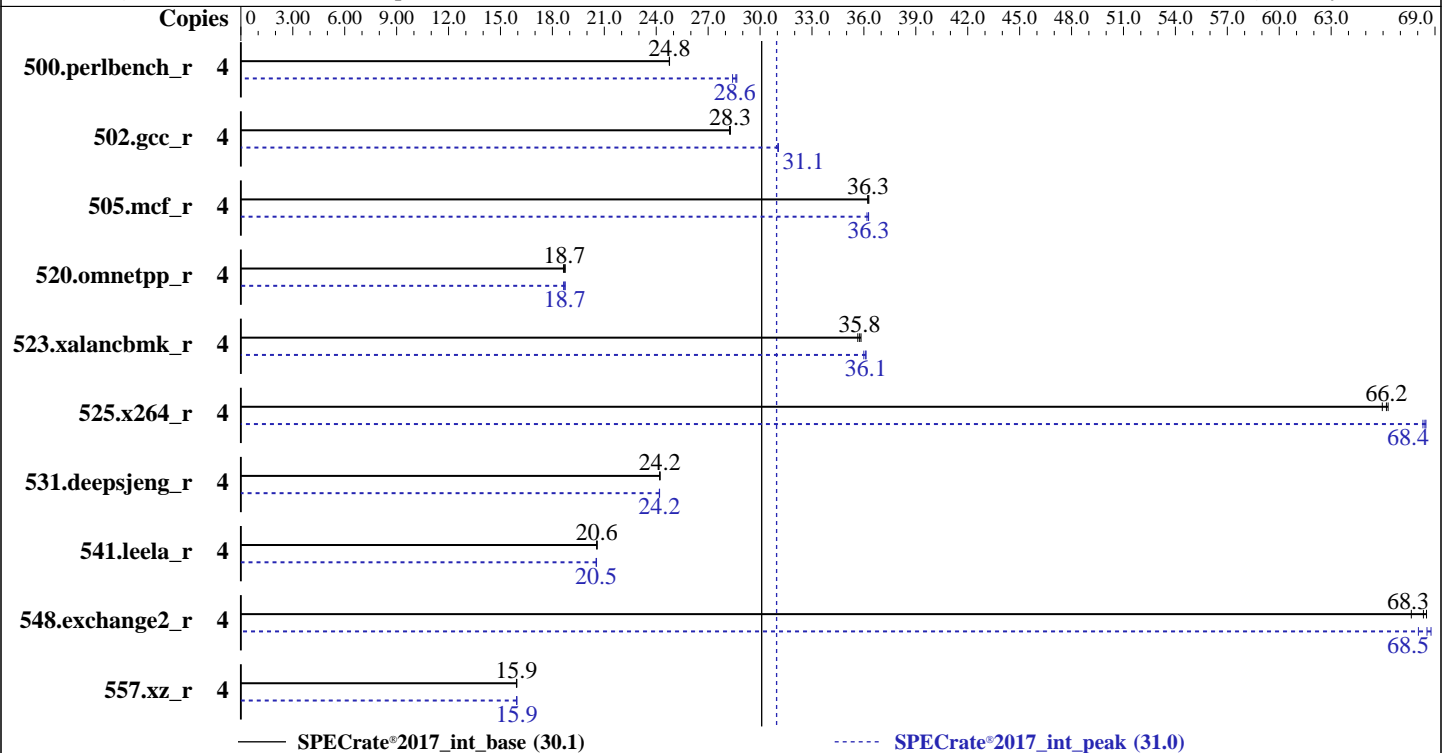 Copies 0 3.00 6.00 9.00 12.0 15.0 18.0 21.0 24.0 27.0 30.0 33.0 36.0 39.0 42.0 45.0 48.0 51.0 54.0 57.0 60.0 63.0 69.0
24.8
500.perlbench_r 4
28.6
28.3
502.gcc_r 4
31.1
36.3
505.mcf_r 4
36.3
18.7
520.omnetpp_r 4
18.7
35.8
523.xalancbmk_r 4
36.1
66.2
525.x264_r 4
68.4
24.2
531.deepsjeng_r 4
24.2
20.6
541.leela_r 4
20.5
68.3
548.exchange2_r 4
68.5
15.9
557.xz_r 4
15.9
SPECrate®2017_int_base (30.1) SPECrate®2017_int_peak (31.0)